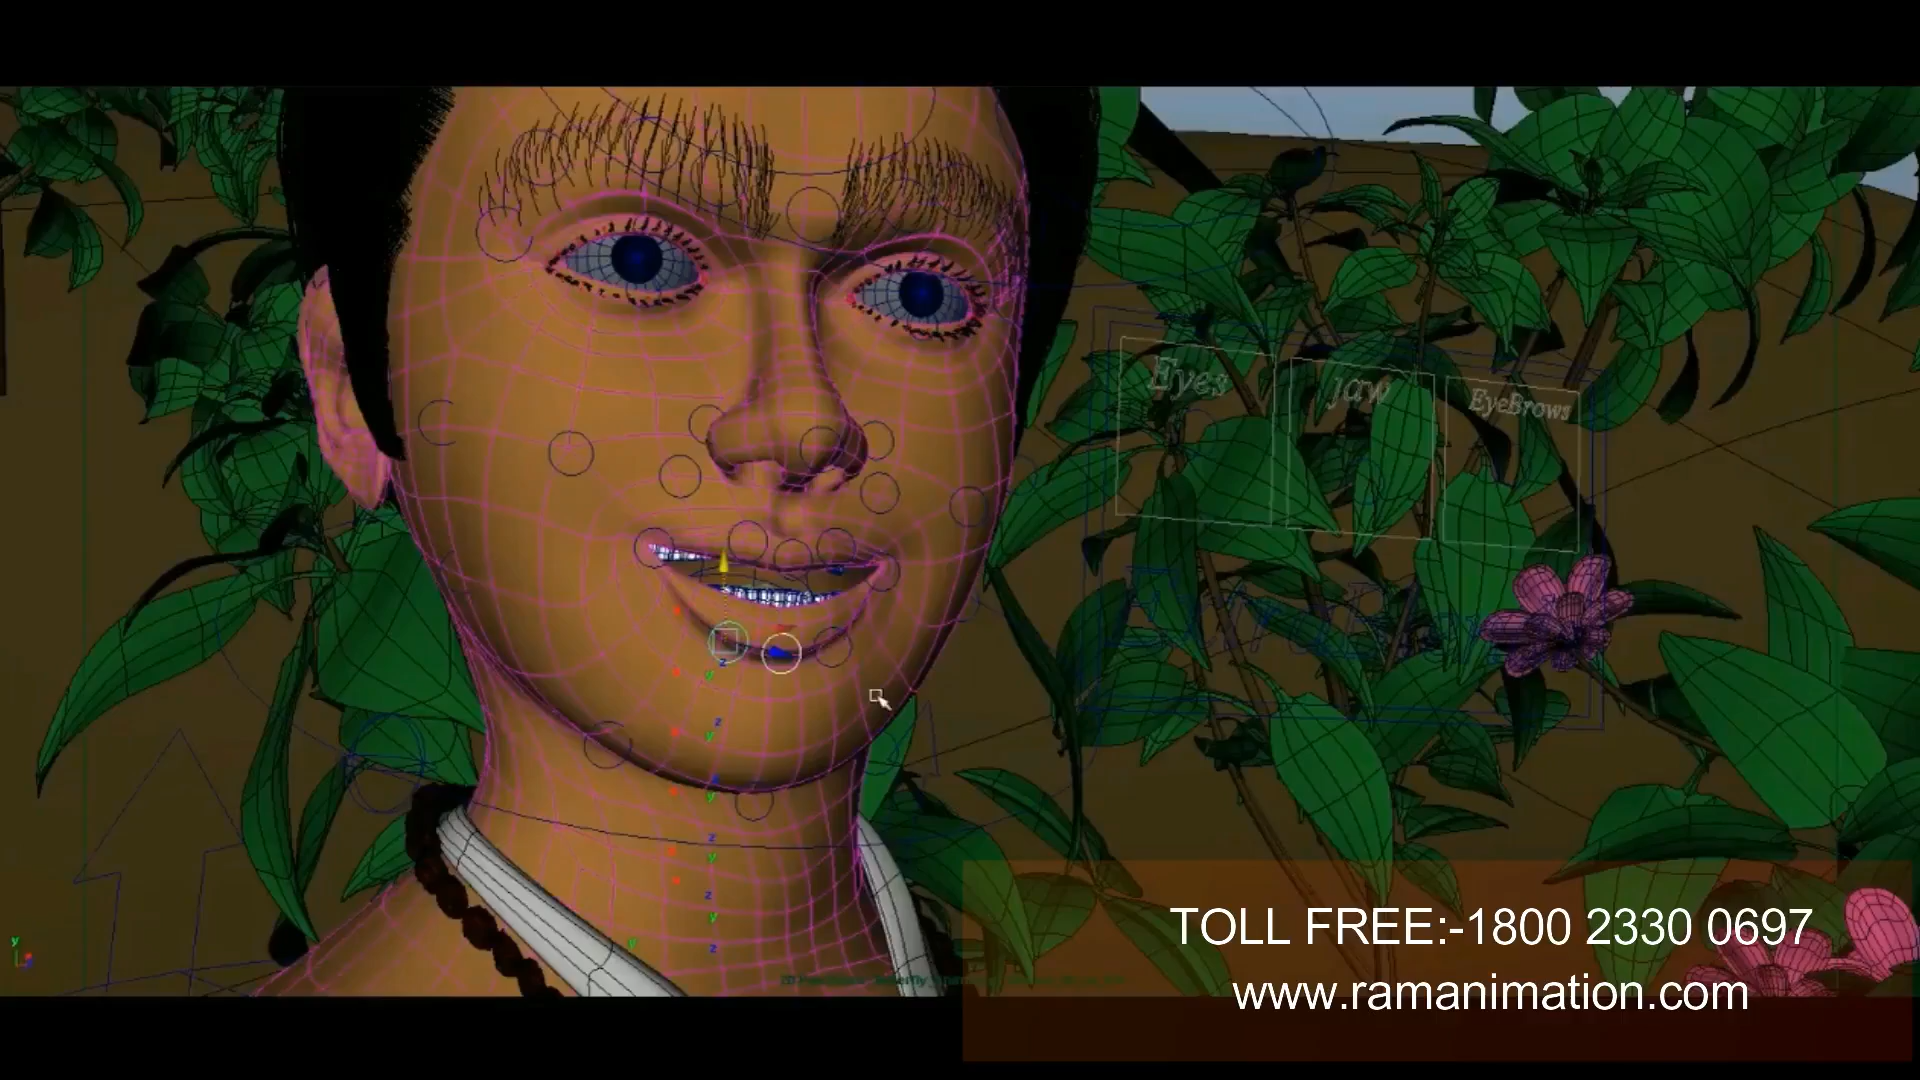 Eyes
jaw
EyeBrows
TOLL FREE:-1800 2330 0697
www.ramanimation.com